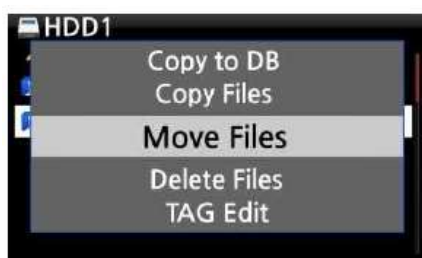 HDD1
Copy to DB
Copy Files
Move Files
Delete Files
TAG Edit